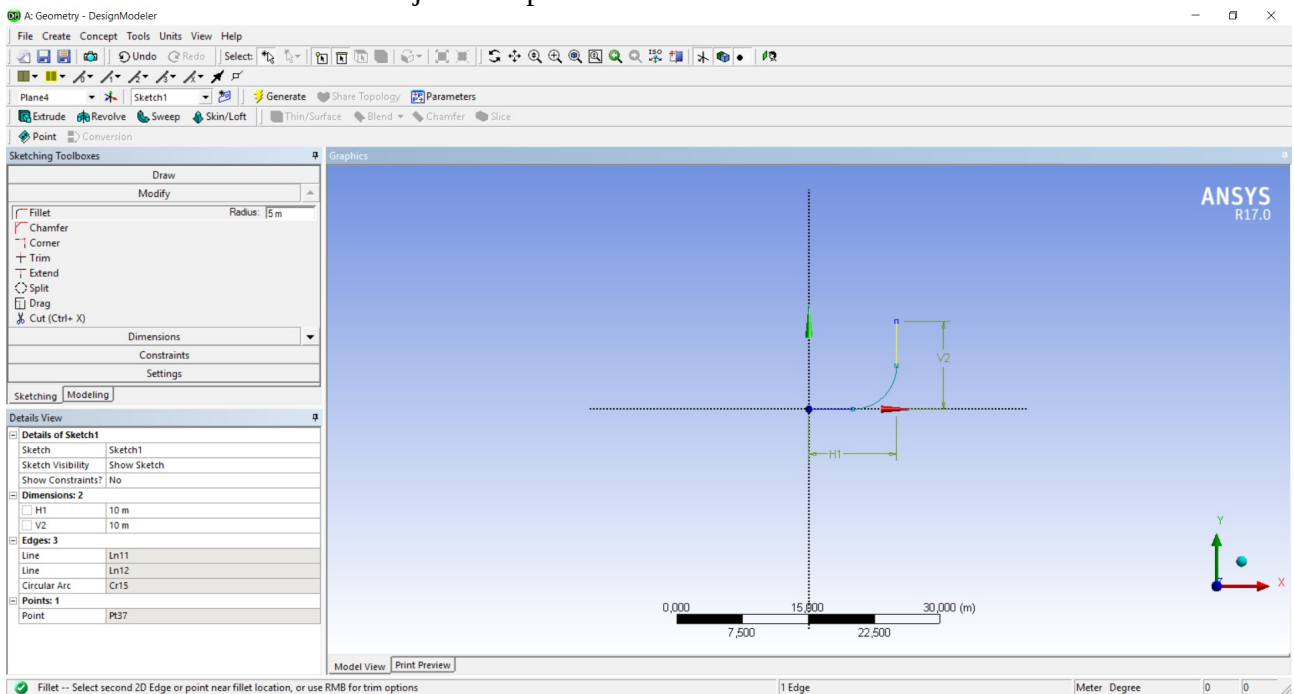 A: Geometry - DesignModeler
File Create Concept Tools Units View Help
Undo Redo Select:
Plane4 Sketch1 Generate Share Topology Parameters
Extrude Revolve Sweep Skin/Loft Thin/Surface Blend Chamfer Slice
Point Conversion
Sketching Toolboxes
Graphics
Draw
Modify
Fillet Radius: 5 m
Chamfer
Corner
Trim
Extend
Split
Drag
Cut (Ctrl+ X)
Dimensions
Constraints
Settings
Sketching Modeling
Details View
Details of Sketch1
Sketch Sketch1
Sketch Visibility Show Sketch
Show Constraints? No
Dimensions: 2
H1 10 m
V2 10 m
Edges: 3
Line Ln11
Line Ln12
Circular Arc Cr15
Points: 1
Point Pt37
ANSYS
R17.0
V2
H1
Y
X
0,000 15,000 30,000 (m)
7,500 22,500
Model View Print Preview
Fillet -- Select second 2D Edge or point near fillet location, or use RMB for trim options 1 Edge Meter Degree 0 0